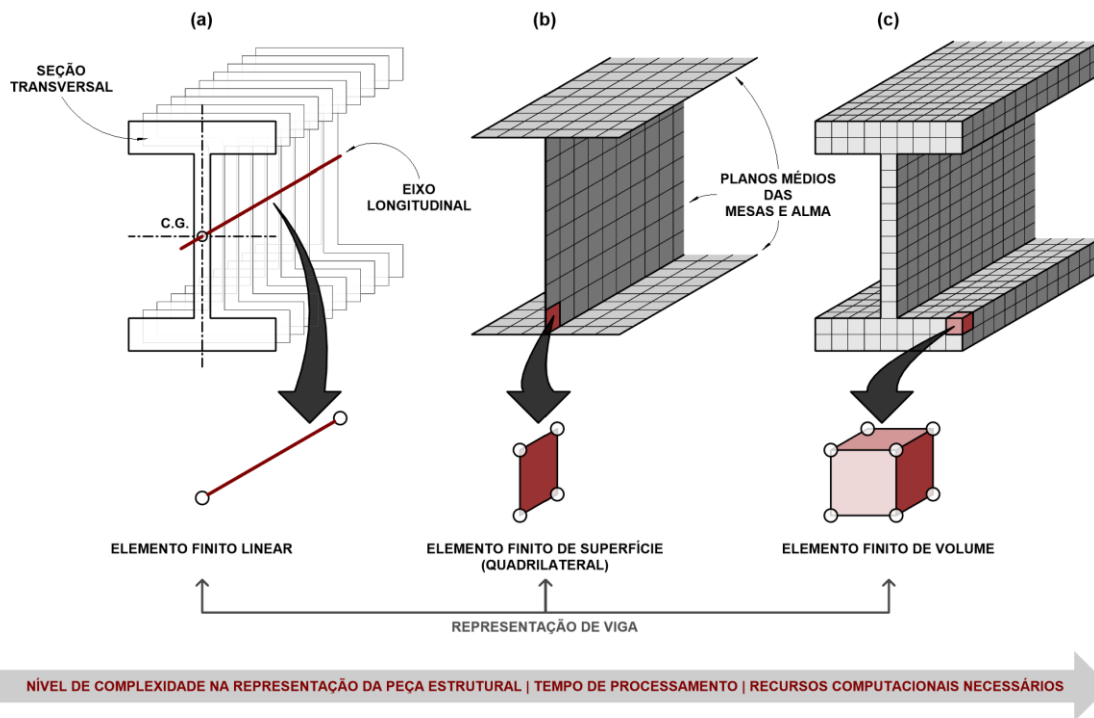 (a)
(b)
(c)
SEÇÃO
TRANSVERSAL
EIXO
LONGITUDINAL
C.G.
PLANOS MÉDIOS
DAS
MESAS E ALMA
ELEMENTO FINITO LINEAR
ELEMENTO FINITO DE SUPERFÍCIE
(QUADRILATERAL)
ELEMENTO FINITO DE VOLUME
REPRESENTAÇÃO DE VIGA
NÍVEL DE COMPLEXIDADE NA REPRESENTAÇÃO DA PEÇA ESTRUTURAL | TEMPO DE PROCESSAMENTO | RECURSOS COMPUTACIONAIS NECESSÁRIOS